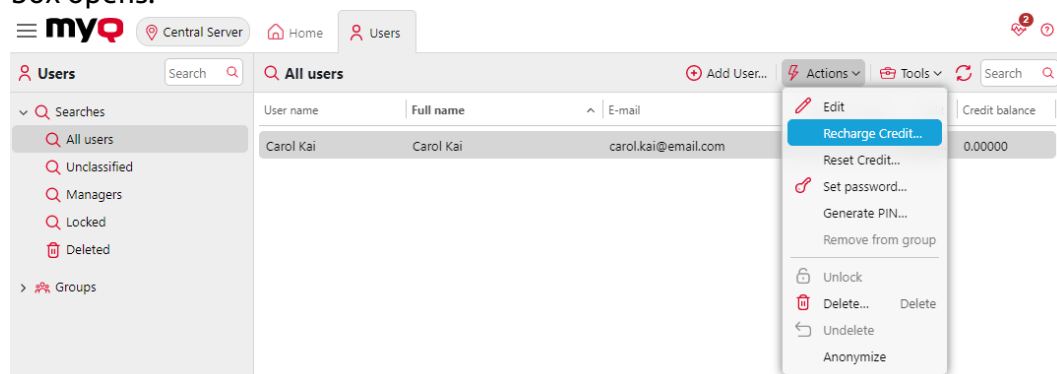 box opens.
myQ Central Server Home Users 2
Users Search All users Add User... Actions Tools Search
Searches User name Full name E-mail Credit balance
All users Carol Kai Carol Kai carol.kai@email.com 0.00000
Unclassified
Managers
Locked
Deleted
Groups
Edit
Recharge Credit...
Reset Credit...
Set password...
Generate PIN...
Remove from group
Unlock
Delete... Delete
Undelete
Anonymize